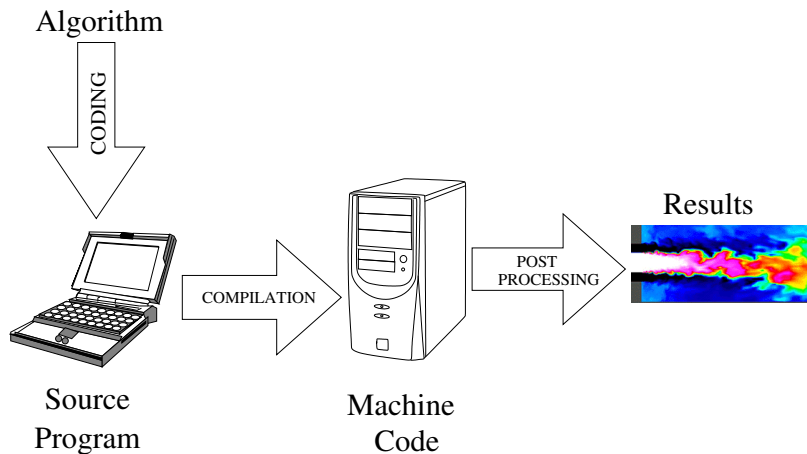 Algorithm
CODING
Source
Program
COMPILATION
Machine
Code
POST
PROCESSING
Results